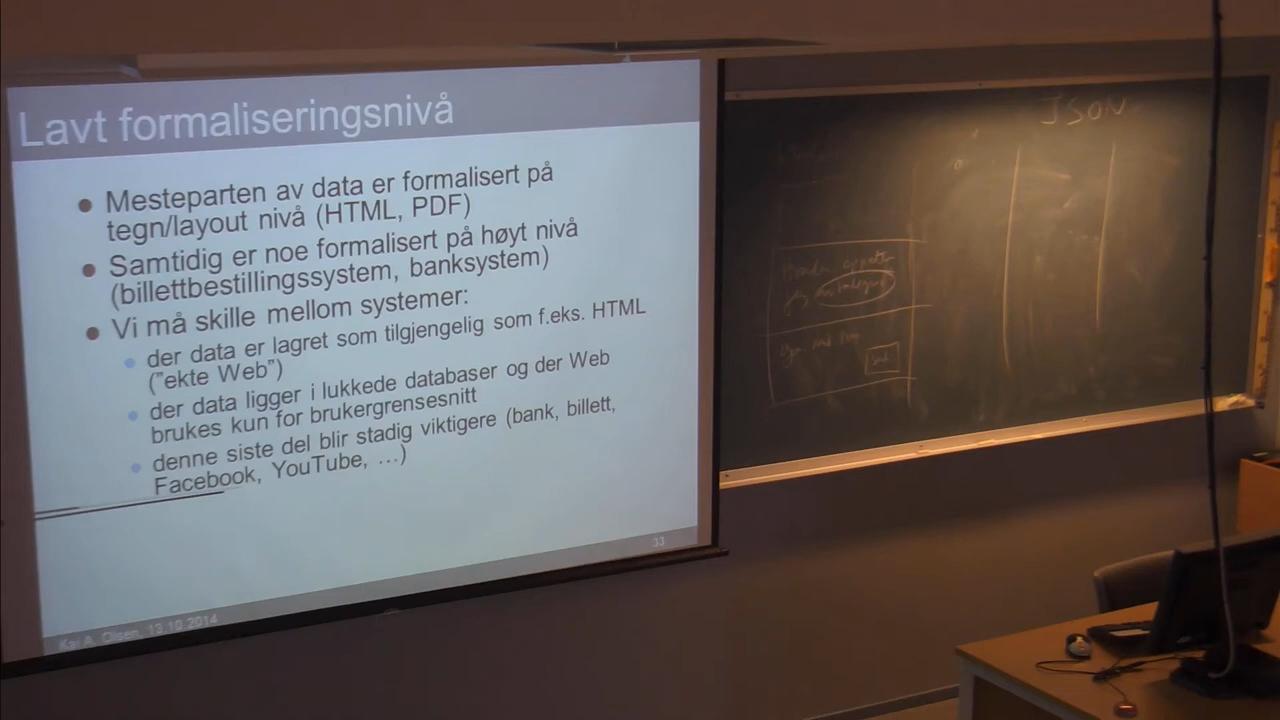 Lavt formaliseringsnivå
Mesteparten av data er formalisert på
tegn/layout nivå (HTML, PDF)
Samtidig er noe formalisert på høyt nivå
(billettbestillingssystem, banksystem)
Vi må skille mellom systemer:
der data er lagret som tilgjengelig som f.eks. HTML
("ekte Web")
der data ligger i lukkede databaser og der Web
brukes kun for brukergrensesnitt
denne siste del blir stadig viktigere (bank, billett,
Facebook, YouTube, …)
33
Kai A. Olsen, 13.10.2014
JSON